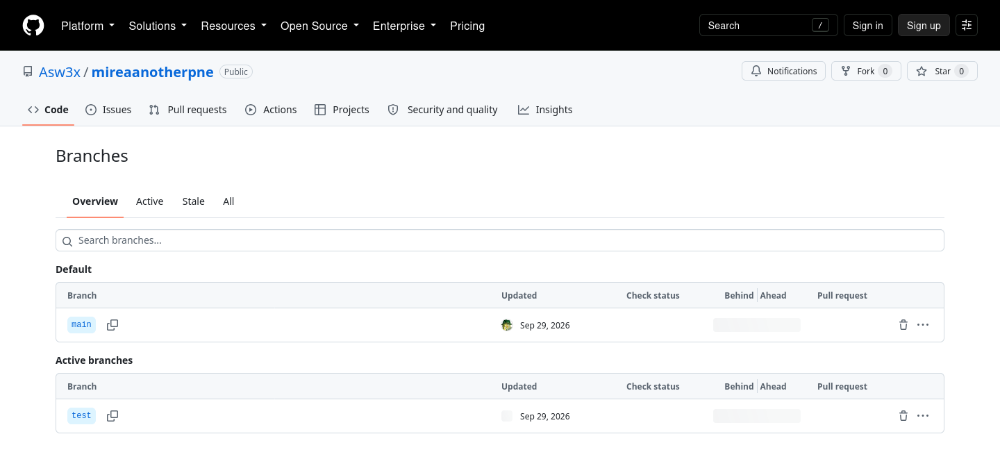 Platform Solutions Resources Open Source Enterprise Pricing Search / Sign in Sign up
Asw3x / mireaanotherpne Public Notifications Fork 0 Star 0
Code Issues Pull requests Actions Projects Security and quality Insights
Branches
Overview Active Stale All
Search branches...
Default
Branch Updated Check status Behind Ahead Pull request
main Sep 29, 2026
Active branches
Branch Updated Check status Behind Ahead Pull request
test Sep 29, 2026